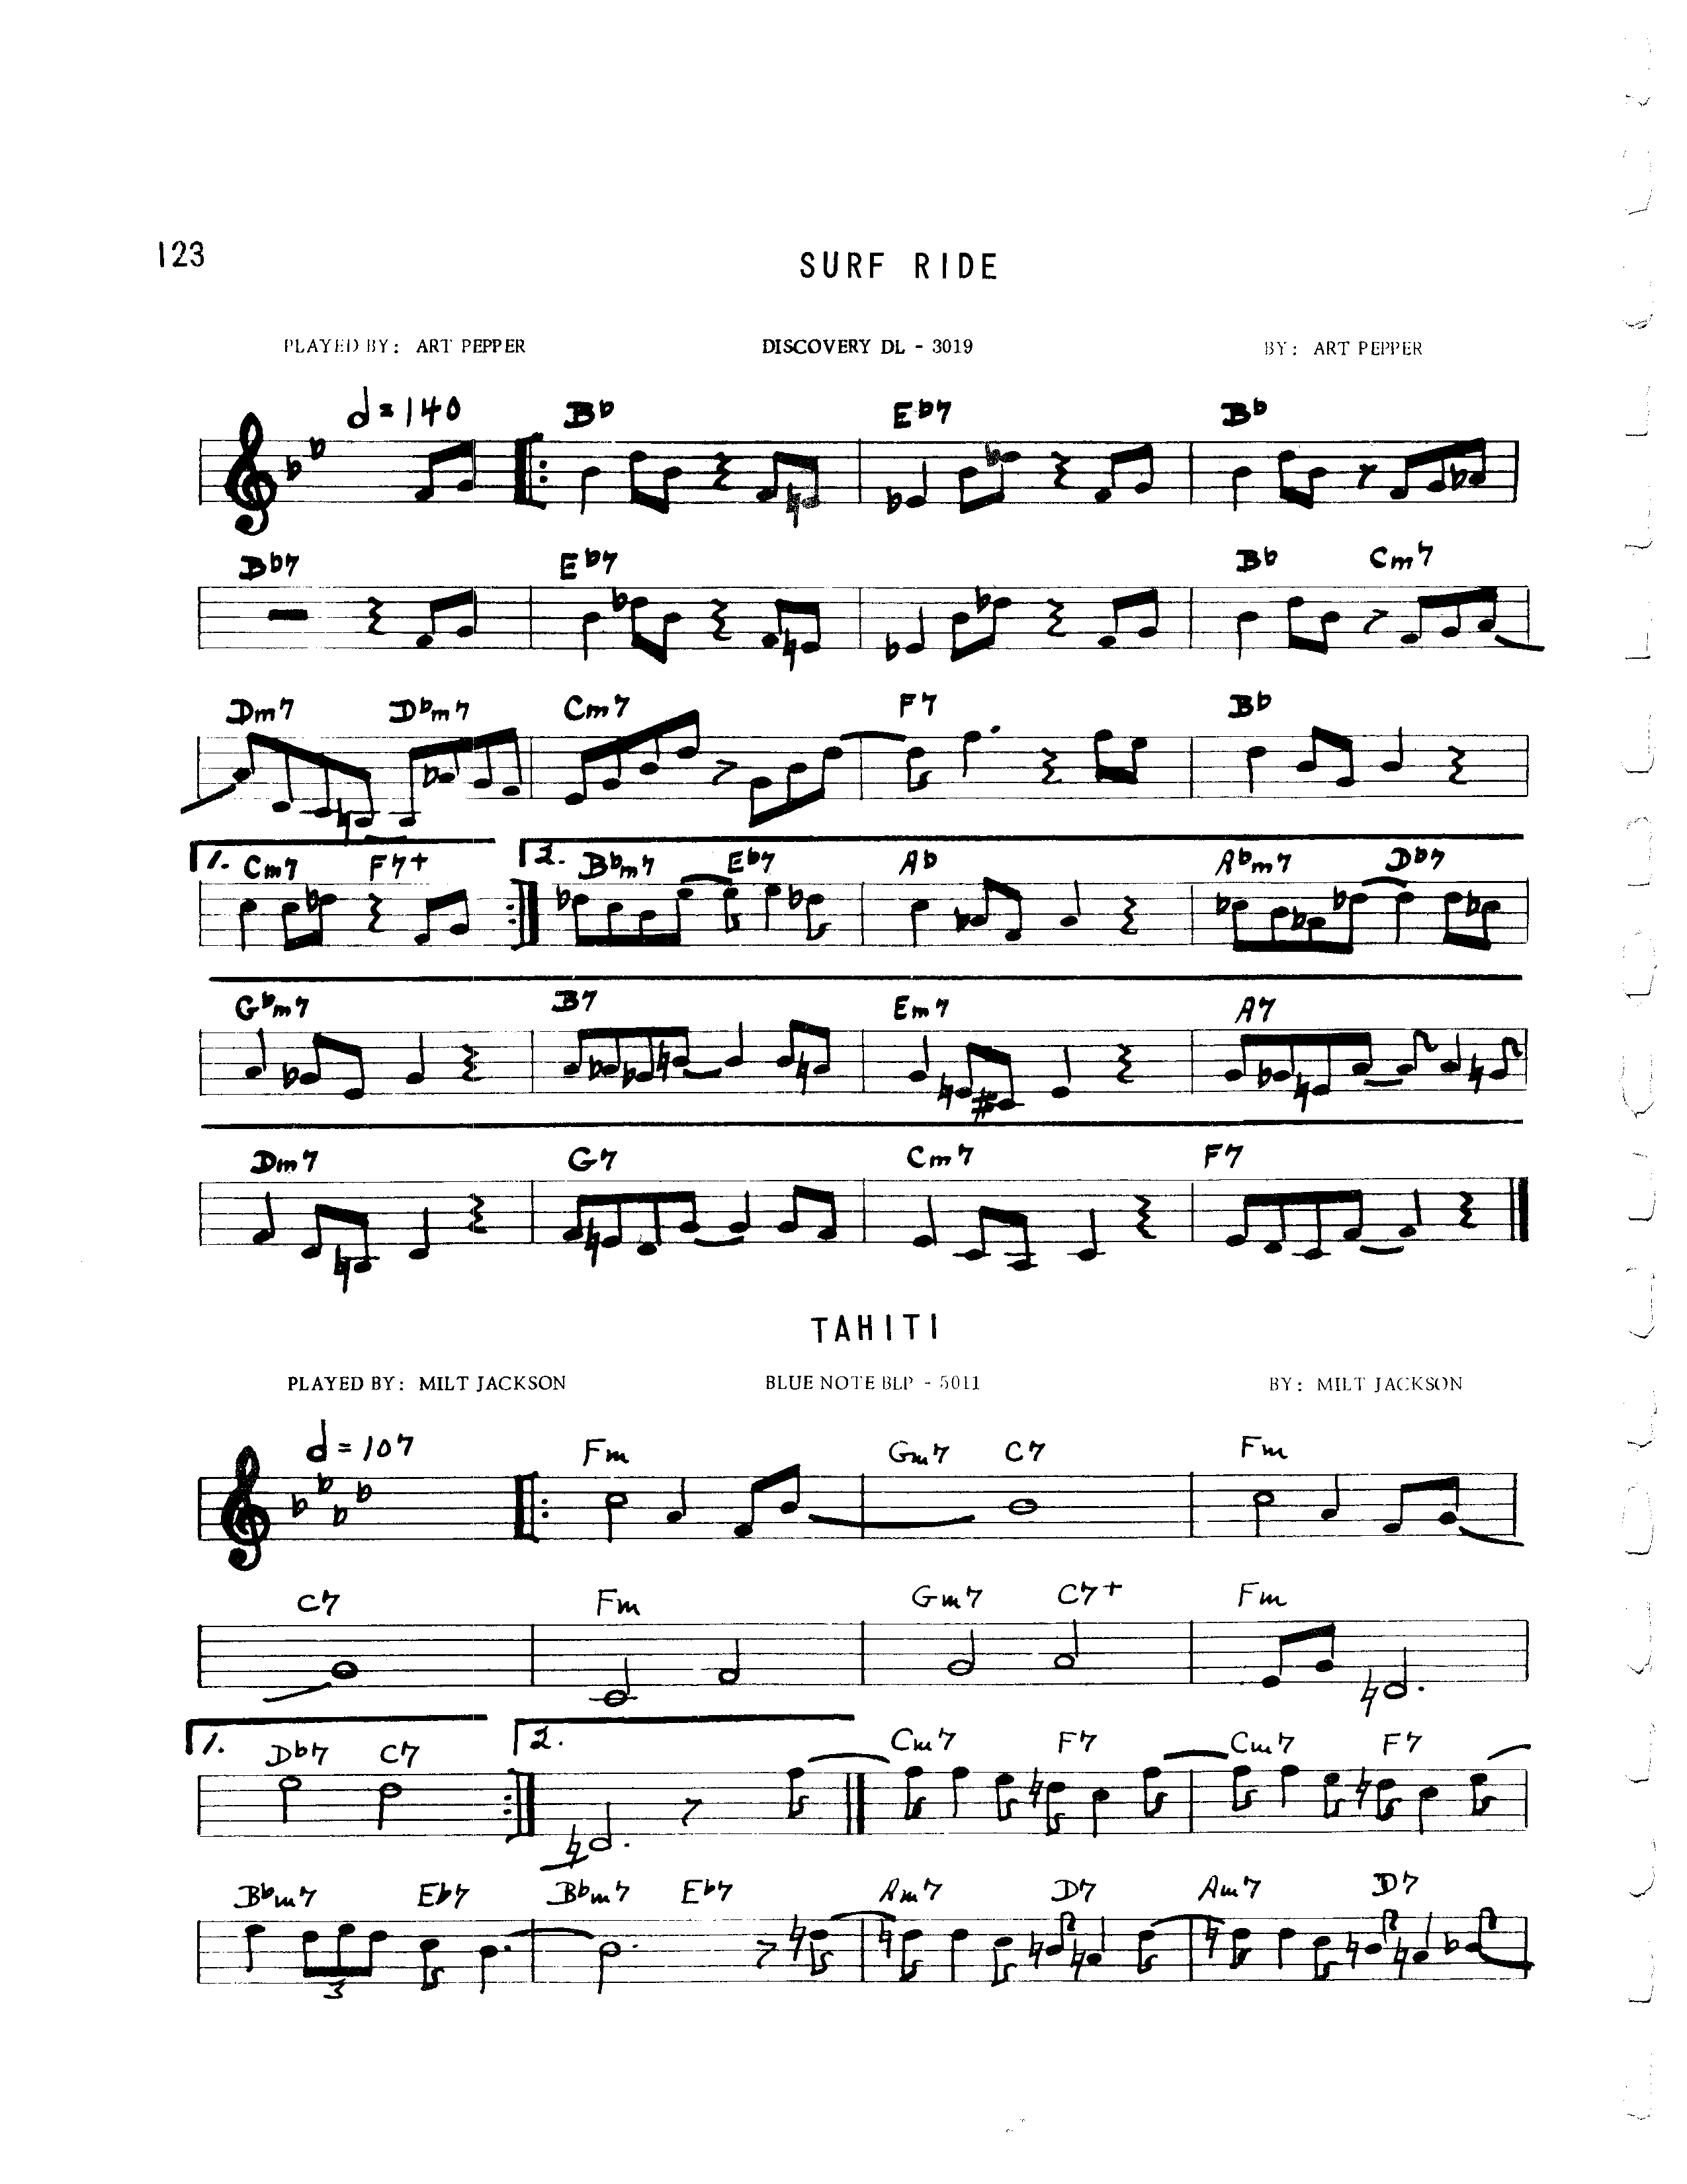 123
SURF RIDE
PLAYED BY: ART PEPPER DISCOVERY DL - 3019 BY: ART PEPPER
𝅗𝅥 = 140 B♭ E♭7 B♭
B♭7 E♭7 B♭ Cm7
Dm7 D♭m7 Cm7 F7 B♭
1. Cm7 F7+ 2. B♭m7 E♭7 A♭ A♭m7 D♭7
G♭m7 B7 Em7 A7
Dm7 G7 Cm7 F7
TAHITI
PLAYED BY: MILT JACKSON BLUE NOTE BLP - 5011 BY: MILT JACKSON
𝅗𝅥 = 107 Fm Gm7 C7 Fm
C7 Fm Gm7 C7+ Fm
1. D♭7 C7 2. Cm7 F7 Cm7 F7
B♭m7 E♭7 B♭m7 E♭7 Am7 D7 Am7 D7
3